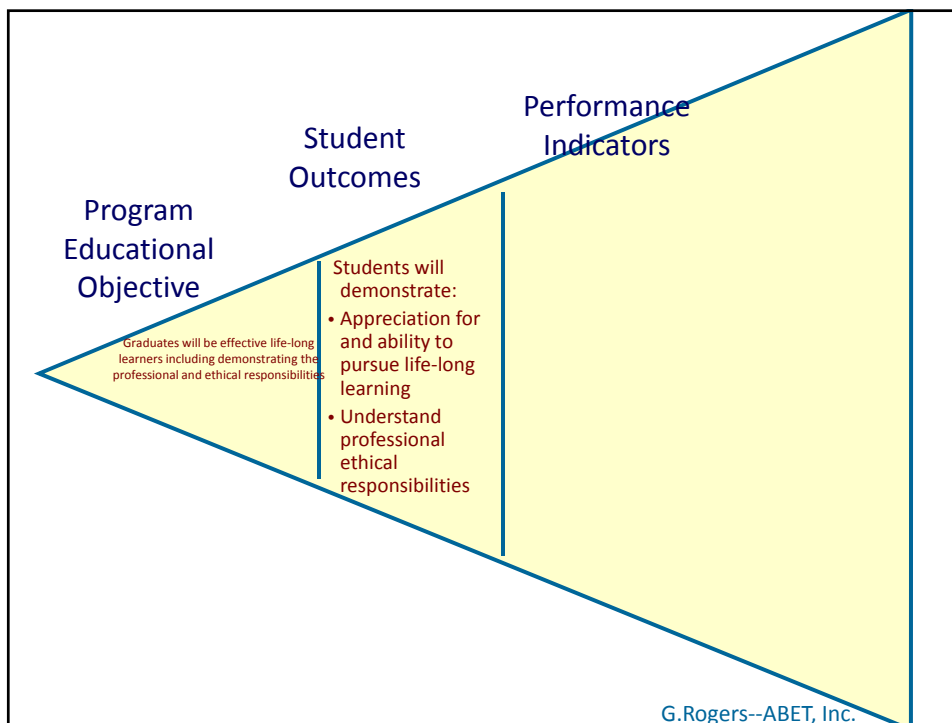 Program
Educational
Objective
Student
Outcomes
Performance
Indicators
Graduates will be effective life-long
learners including demonstrating the
professional and ethical responsibilities
Students will
demonstrate:
• Appreciation for
and ability to
pursue life-long
learning
• Understand
professional
ethical
responsibilities
G.Rogers--ABET, Inc.